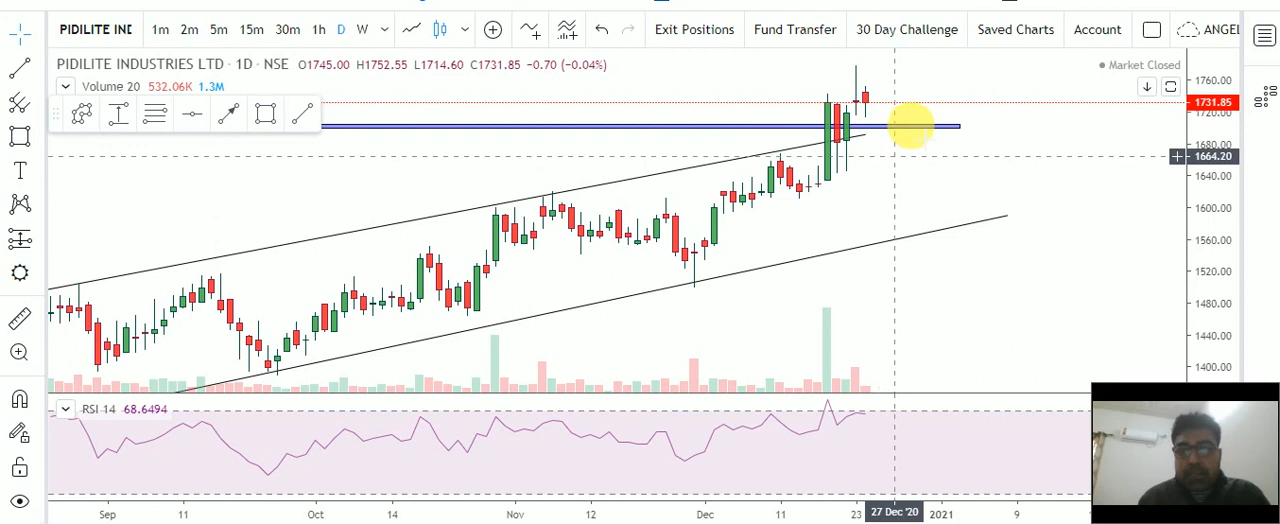 PIDILITE IND 1m 2m 5m 15m 30m 1h D W Exit Positions Fund Transfer 30 Day Challenge Saved Charts Account ANGEL
PIDILITE INDUSTRIES LTD · 1D · NSE O1745.00 H1752.55 L1714.60 C1731.85 -0.70 (-0.04%) Market Closed
Volume 20 532.06K 1.3M
1760.00
1731.85
1720.00
1680.00
1664.20
1640.00
1600.00
1560.00
1520.00
1480.00
1440.00
1400.00
RSI 14 68.6494
Sep 11 Oct 14 Nov 12 Dec 11 23 27 Dec '20 2021 9